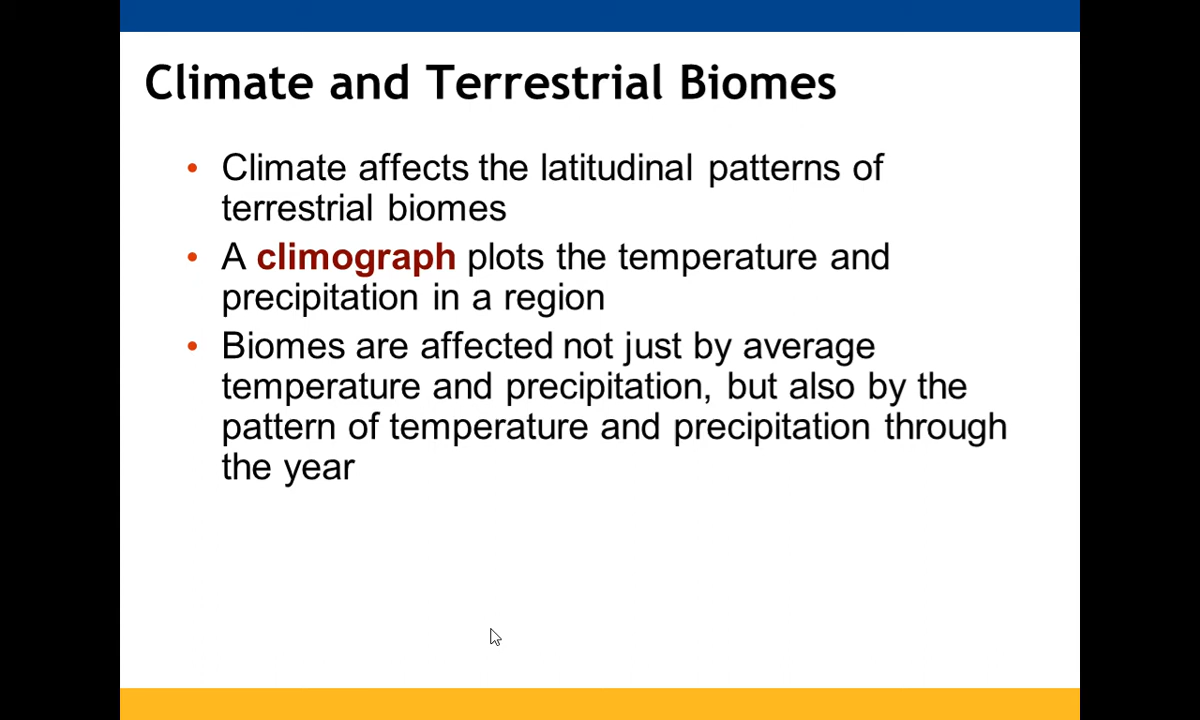 Climate and Terrestrial Biomes
• Climate affects the latitudinal patterns of
terrestrial biomes
• A climograph plots the temperature and
precipitation in a region
• Biomes are affected not just by average
temperature and precipitation, but also by the
pattern of temperature and precipitation through
the year